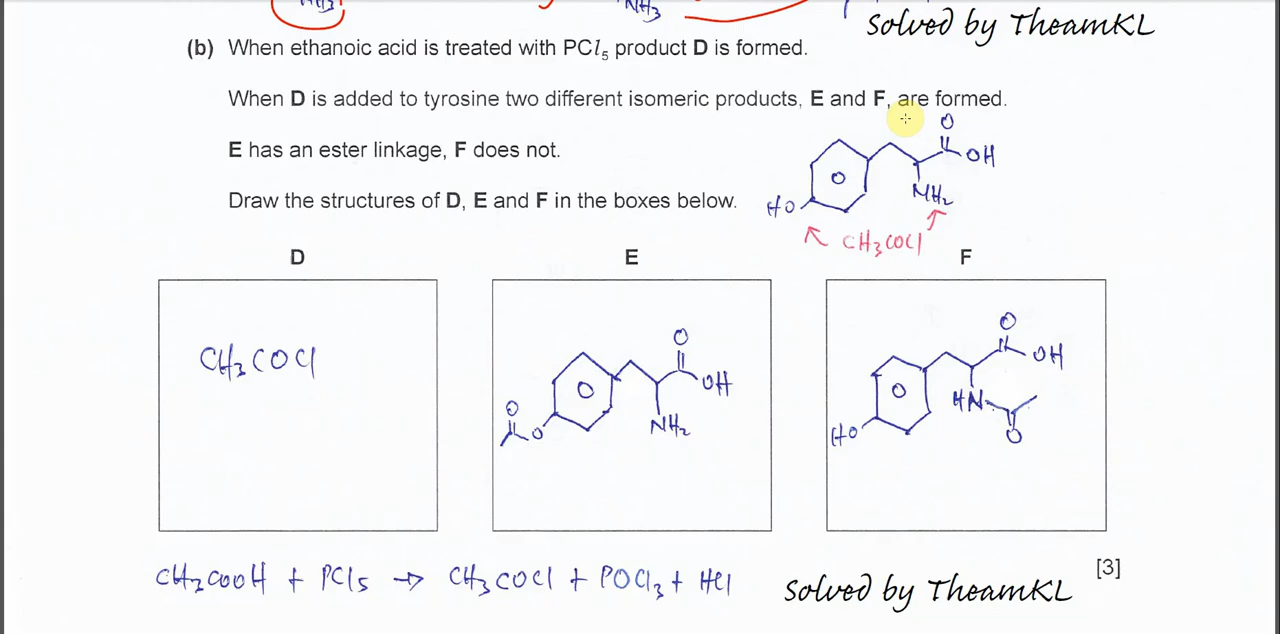 NH3
NH3
Solved by TheamKL
(b) When ethanoic acid is treated with PCl5 product D is formed.
When D is added to tyrosine two different isomeric products, E and F, are formed.
E has an ester linkage, F does not.
Draw the structures of D, E and F in the boxes below.
O
OH
NH2
HO
CH3COCl
D E F
CH3COCl
O
OH
NH2
O
O
O
OH
HN
O
HO
[3]
CH3COOH + PCl5 → CH3COCl + POCl3 + HCl
Solved by TheamKL